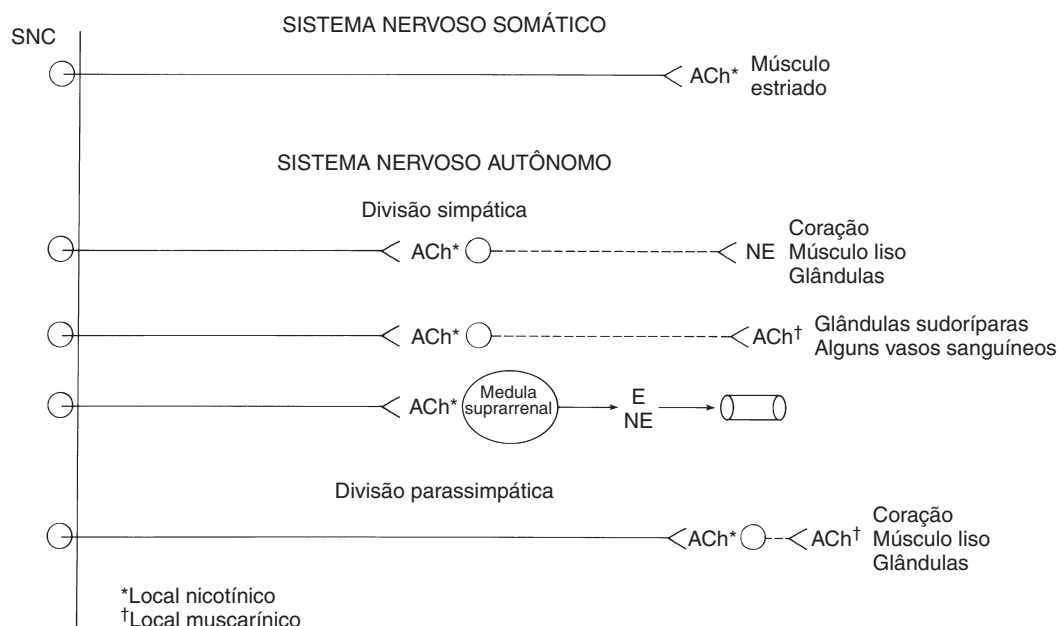 SISTEMA NERVOSO SOMÁTICO
SNC
ACh* Músculo
estriado
SISTEMA NERVOSO AUTÔNOMO
Divisão simpática
Coração
ACh* NE Músculo liso
Glândulas
ACh* ACh† Glândulas sudoríparas
Alguns vasos sanguíneos
ACh* Medula
suprarrenal
E
NE
Divisão parassimpática
Coração
ACh* ACh† Músculo liso
Glândulas
*Local nicotínico
†Local muscarínico